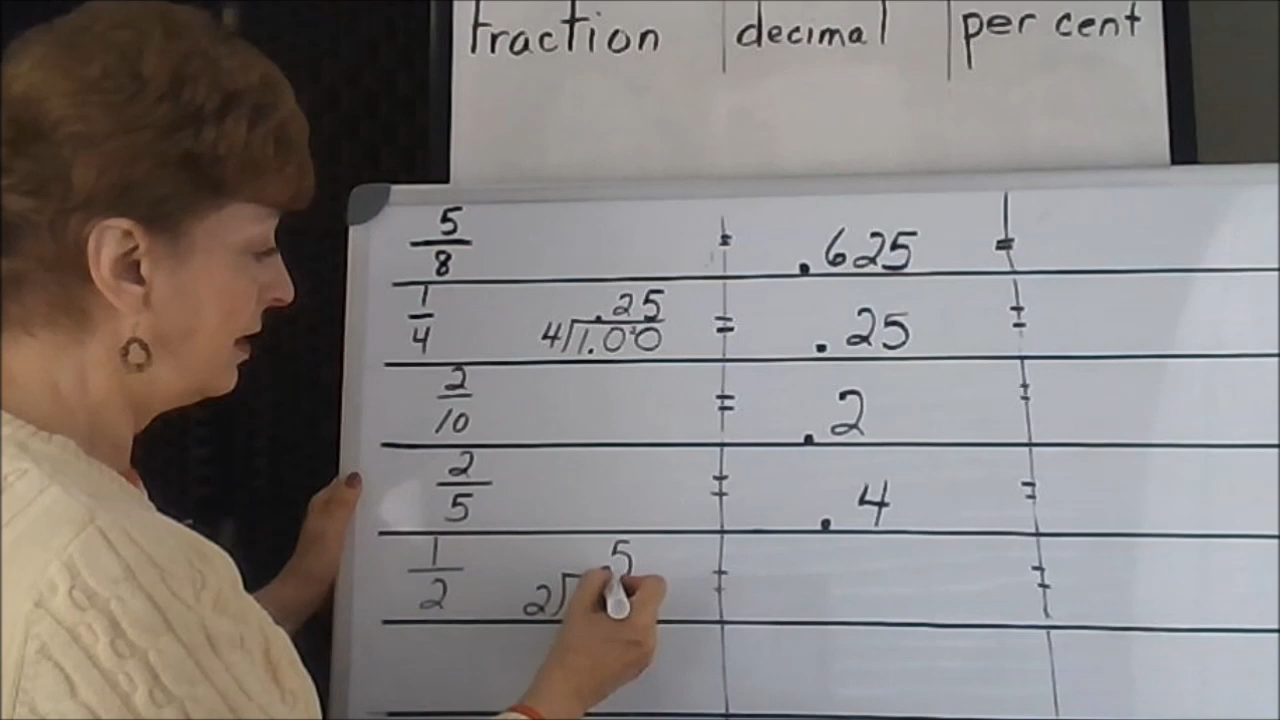 fraction decimal per cent
5/8 = .625 =
1/4 4)1.00 .25 = .25 =
2/10 = .2 =
2/5 = .4 =
1/2 2) 5 = =